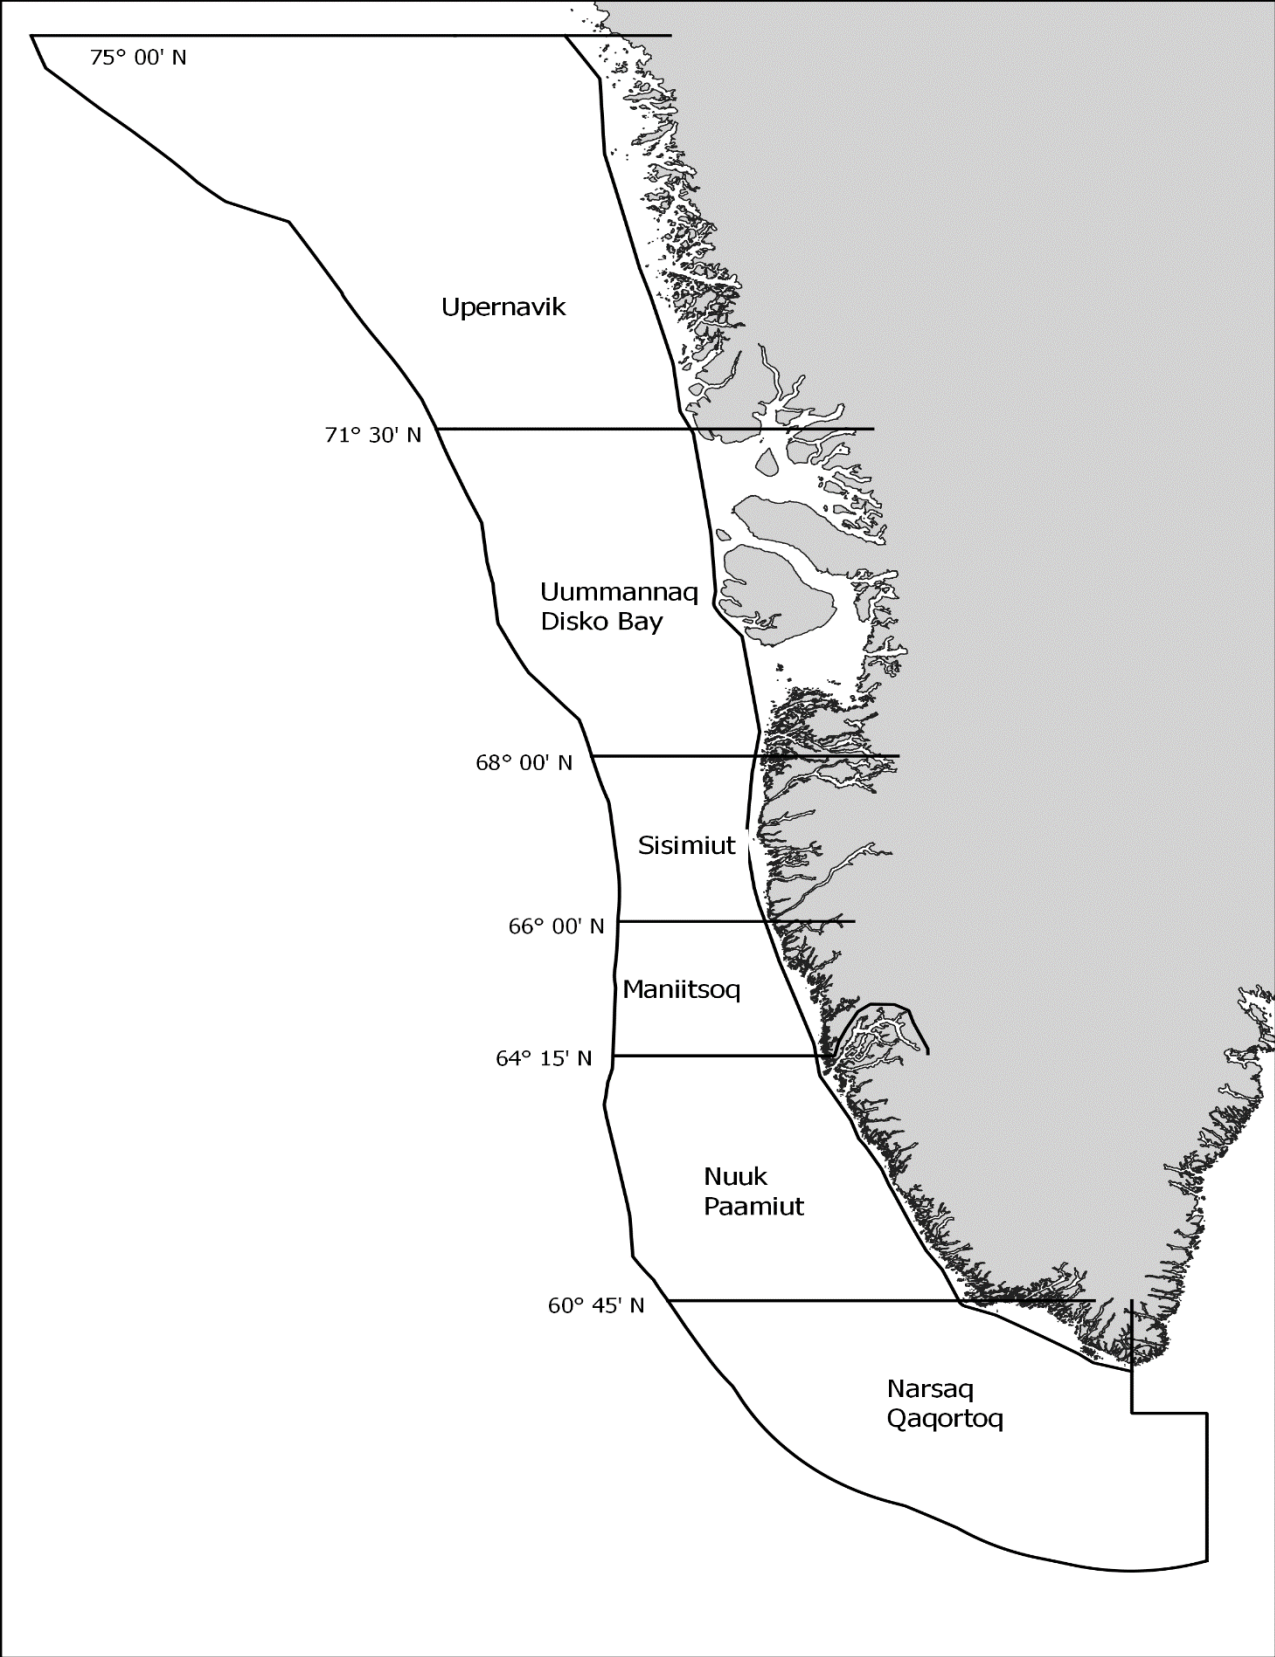 75° 00' N
Upernavik
71° 30' N
Uummannaq
Disko Bay
68° 00' N
Sisimiut
66° 00' N
Maniitsoq
64° 15' N
Nuuk
Paamiut
60° 45' N
Narsaq
Qaqortoq